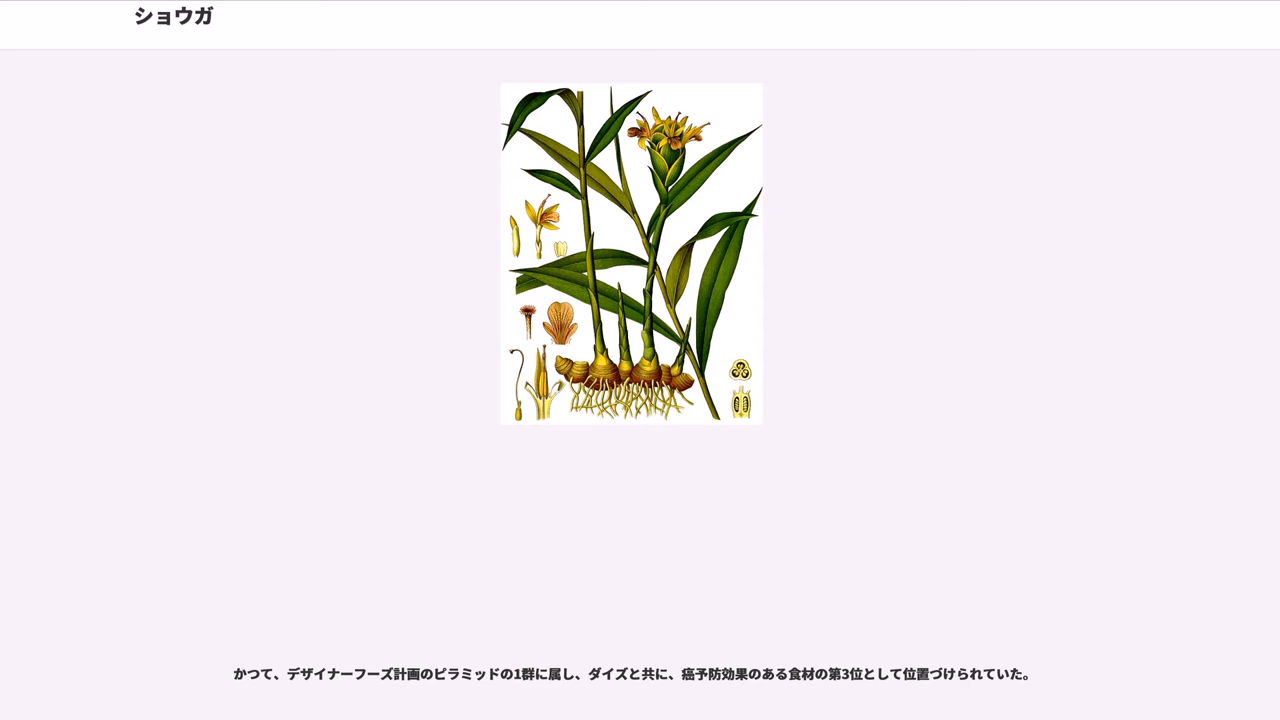 ショウガ
かつて、デザイナーフーズ計画のピラミッドの1群に属し、ダイズと共に、癌予防効果のある食材の第3位として位置づけられていた。